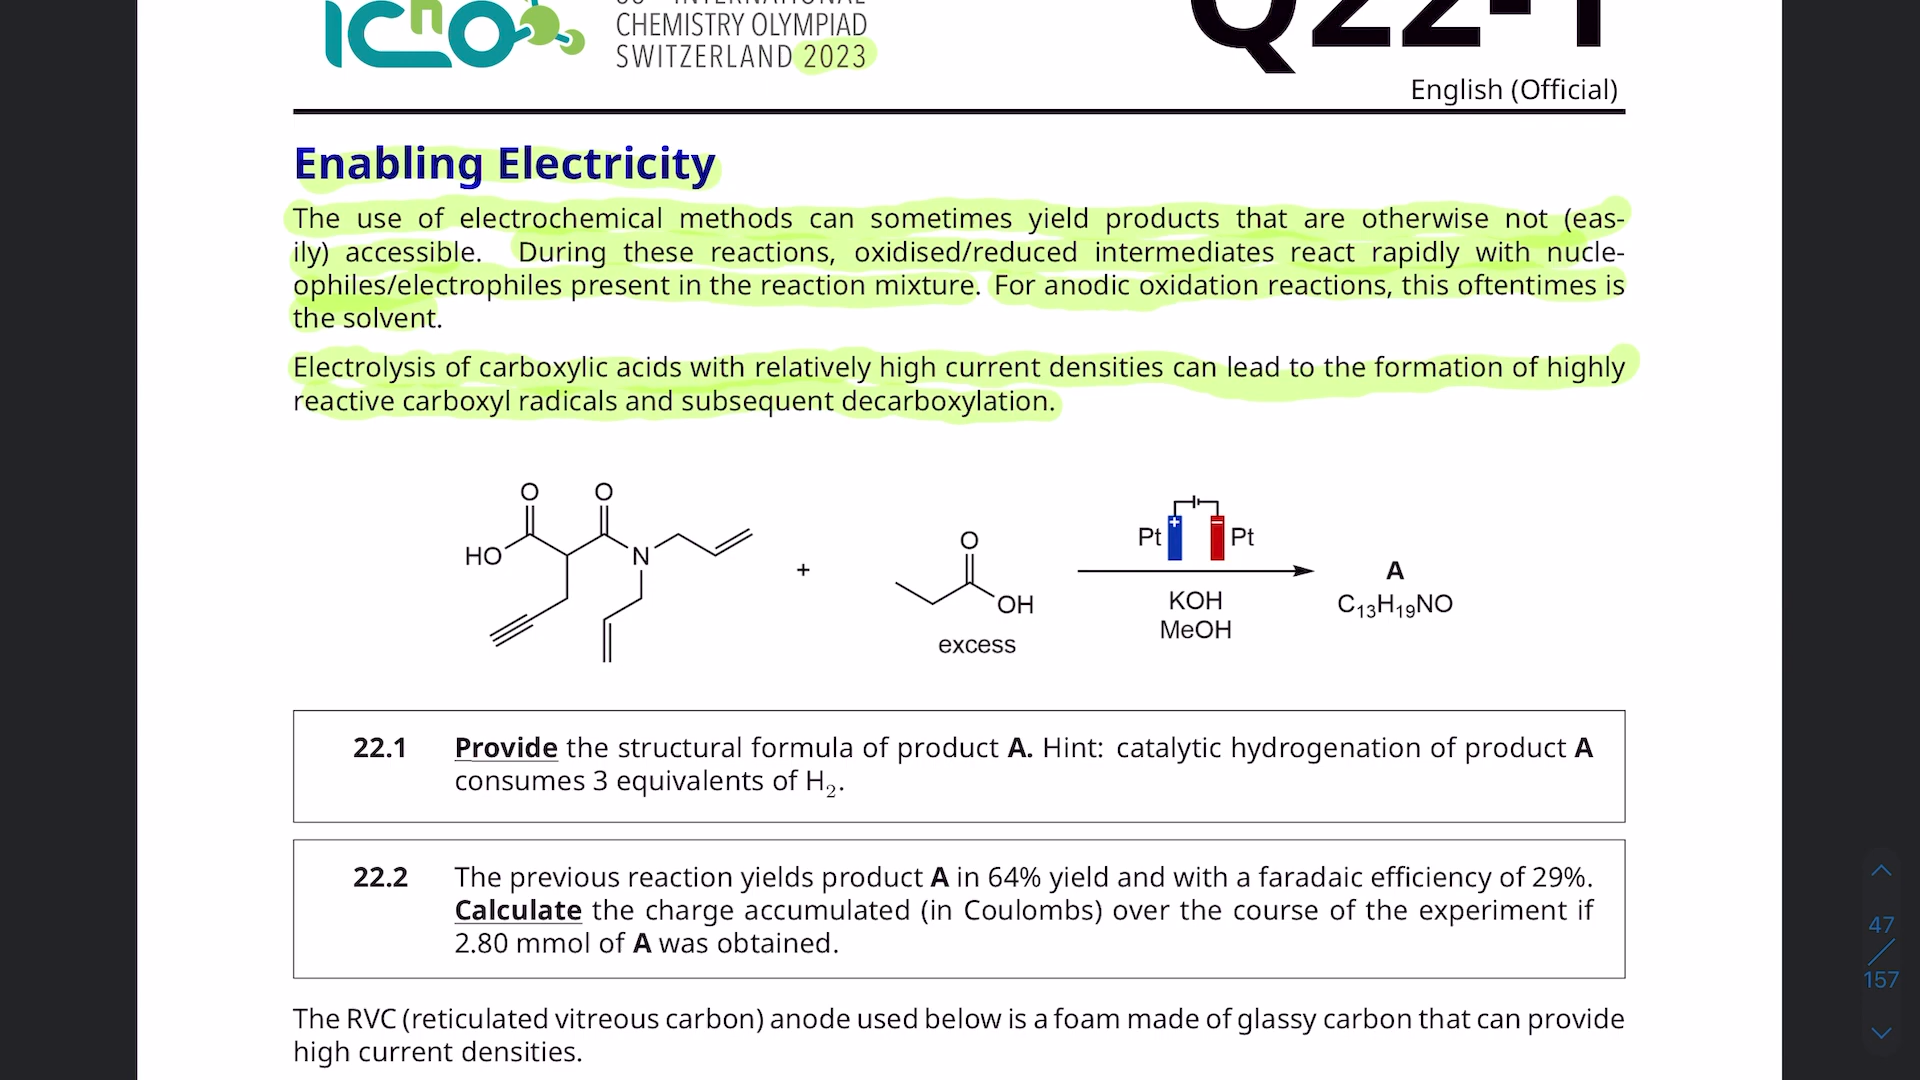 CHEMISTRY OLYMPIAD
SWITZERLAND 2023
English (Official)
Enabling Electricity
The use of electrochemical methods can sometimes yield products that are otherwise not (eas-
ily) accessible. During these reactions, oxidised/reduced intermediates react rapidly with nucle-
ophiles/electrophiles present in the reaction mixture. For anodic oxidation reactions, this oftentimes is
the solvent.
Electrolysis of carboxylic acids with relatively high current densities can lead to the formation of highly
reactive carboxyl radicals and subsequent decarboxylation.
O O
HO N
+
O
OH
excess
Pt + − Pt
KOH
MeOH
A
C₁₃H₁₉NO
22.1 Provide the structural formula of product A. Hint: catalytic hydrogenation of product A
consumes 3 equivalents of H₂.
22.2 The previous reaction yields product A in 64% yield and with a faradaic efficiency of 29%.
Calculate the charge accumulated (in Coulombs) over the course of the experiment if
2.80 mmol of A was obtained.
The RVC (reticulated vitreous carbon) anode used below is a foam made of glassy carbon that can provide
high current densities.
47
/
157